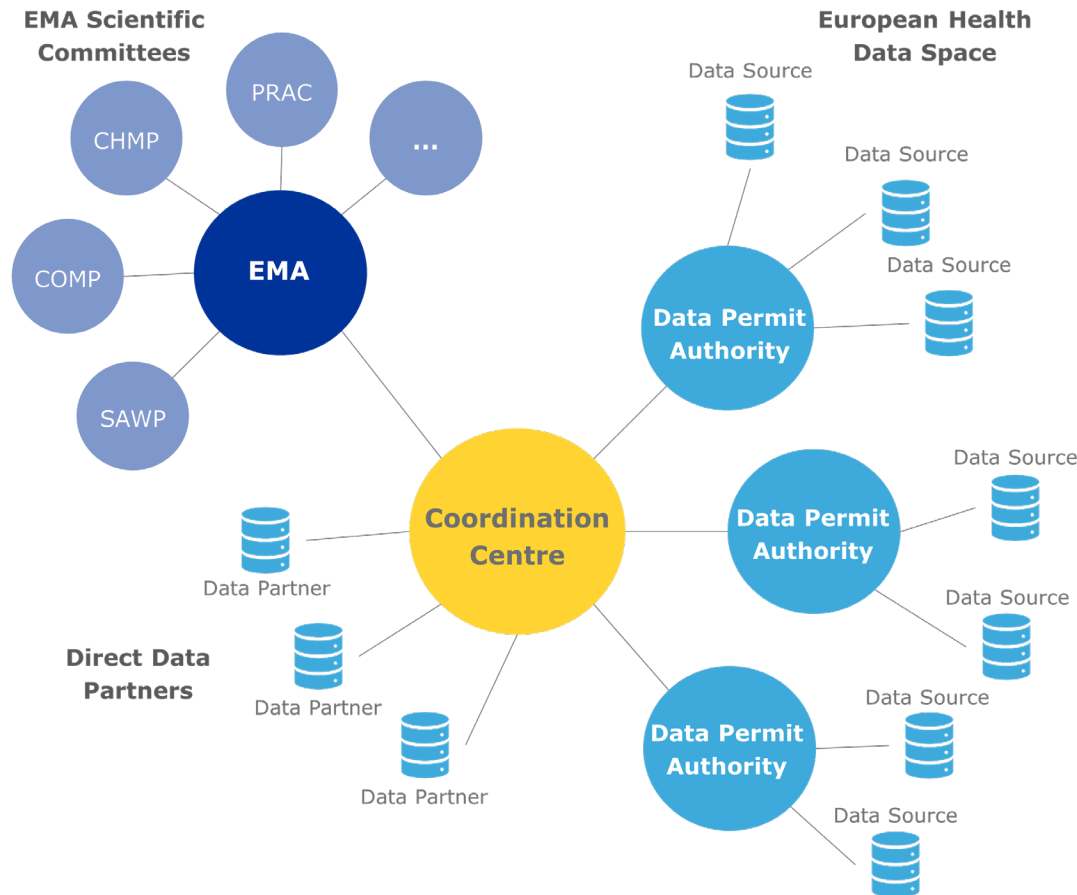 EMA Scientific
Committees
PRAC
CHMP
...
COMP
EMA
SAWP
European Health
Data Space
Data Source
Data Source
Data Source
Data Permit
Authority
Coordination
Centre
Data Permit
Authority
Data Source
Data Source
Data Permit
Authority
Data Source
Data Source
Data Partner
Direct Data
Partners
Data Partner
Data Partner